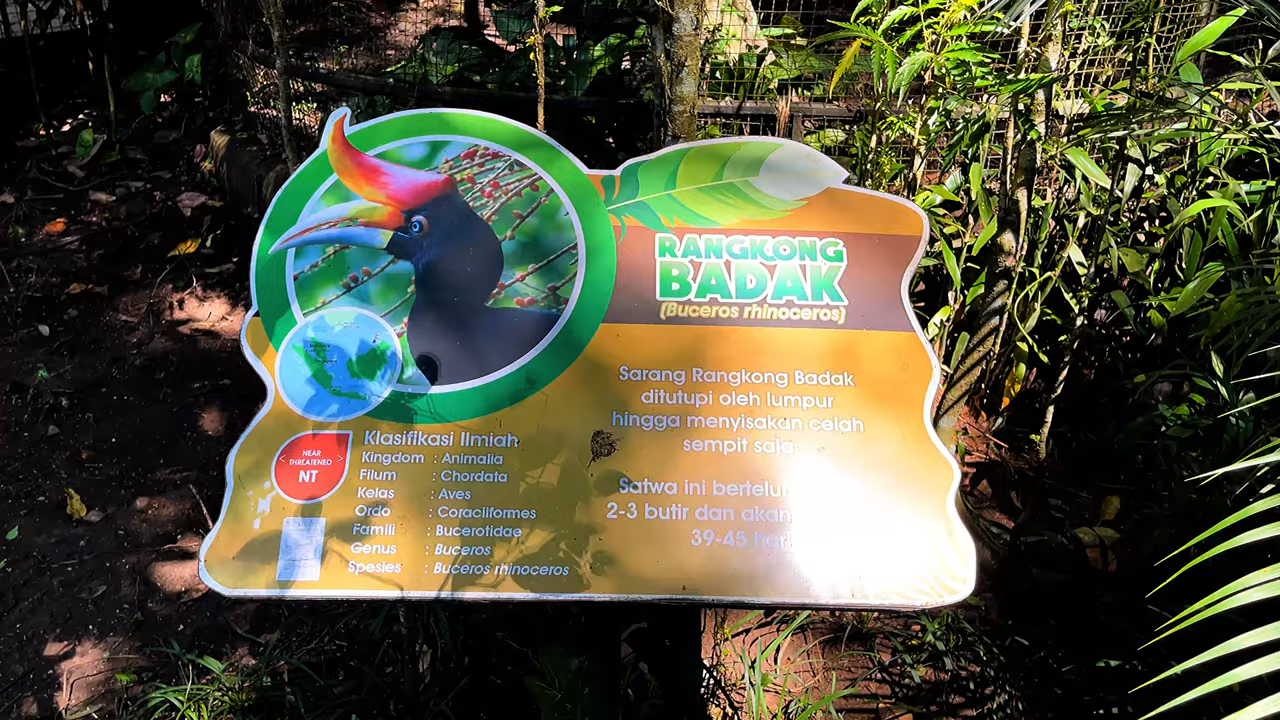 RANGKONG
BADAK
(Buceros rhinoceros)
Sarang Rangkong Badak
ditutupi oleh lumpur
hingga menyisakan celah
sempit saja
Satwa ini bertelur
2-3 butir dan akan
39-45 hari
Klasifikasi Ilmiah
Kingdom : Animalia
Filum : Chordata
Kelas : Aves
Ordo : Coraciiformes
Famili : Bucerotidae
Genus : Buceros
Spesies : Buceros rhinoceros
NEAR
THREATENED
NT